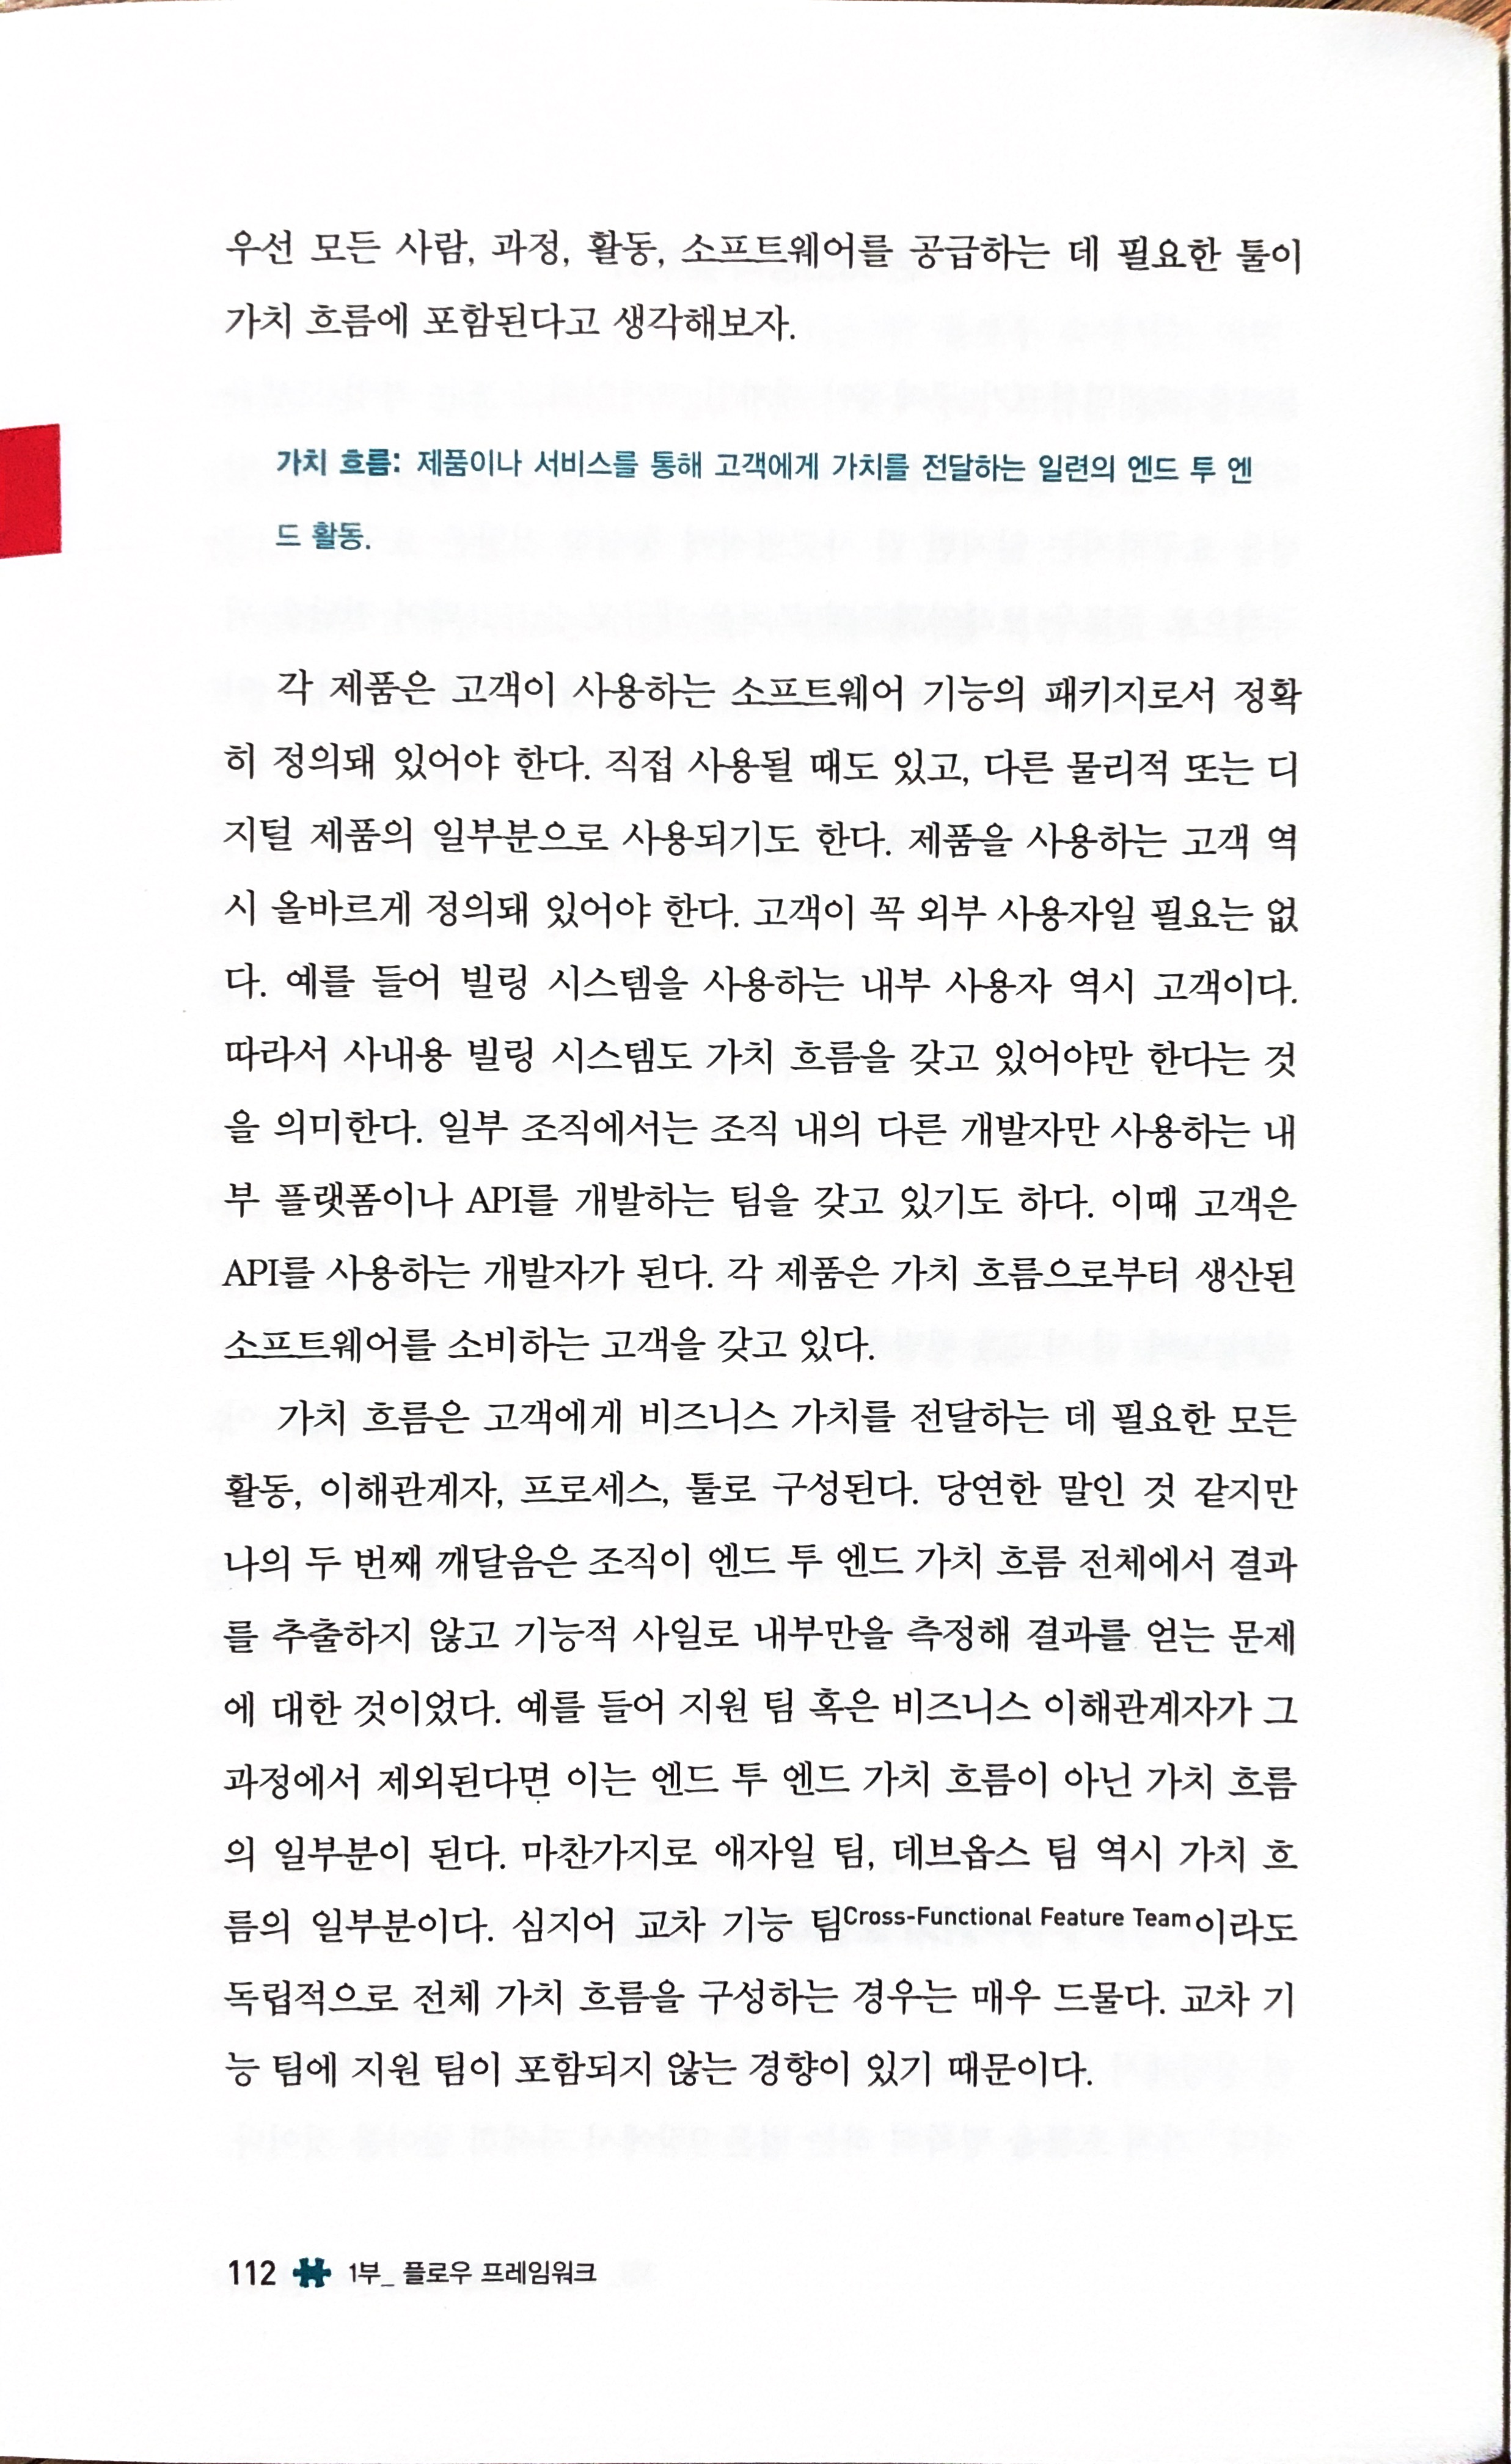 우선 모든 사람, 과정, 활동, 소프트웨어를 공급하는 데 필요한 툴이
가치 흐름에 포함된다고 생각해보자.
가치 흐름: 제품이나 서비스를 통해 고객에게 가치를 전달하는 일련의 엔드 투 엔
드 활동.
각 제품은 고객이 사용하는 소프트웨어 기능의 패키지로서 정확
히 정의돼 있어야 한다. 직접 사용될 때도 있고, 다른 물리적 또는 디
지털 제품의 일부분으로 사용되기도 한다. 제품을 사용하는 고객 역
시 올바르게 정의돼 있어야 한다. 고객이 꼭 외부 사용자일 필요는 없
다. 예를 들어 빌링 시스템을 사용하는 내부 사용자 역시 고객이다.
따라서 사내용 빌링 시스템도 가치 흐름을 갖고 있어야만 한다는 것
을 의미한다. 일부 조직에서는 조직 내의 다른 개발자만 사용하는 내
부 플랫폼이나 API를 개발하는 팀을 갖고 있기도 하다. 이때 고객은
API를 사용하는 개발자가 된다. 각 제품은 가치 흐름으로부터 생산된
소프트웨어를 소비하는 고객을 갖고 있다.
가치 흐름은 고객에게 비즈니스 가치를 전달하는 데 필요한 모든
활동, 이해관계자, 프로세스, 툴로 구성된다. 당연한 말인 것 같지만
나의 두 번째 깨달음은 조직이 엔드 투 엔드 가치 흐름 전체에서 결과
를 추출하지 않고 기능적 사일로 내부만을 측정해 결과를 얻는 문제
에 대한 것이었다. 예를 들어 지원 팀 혹은 비즈니스 이해관계자가 그
과정에서 제외된다면 이는 엔드 투 엔드 가치 흐름이 아닌 가치 흐름
의 일부분이 된다. 마찬가지로 애자일 팀, 데브옵스 팀 역시 가치 흐
름의 일부분이다. 심지어 교차 기능 팀Cross-Functional Feature Team이라도
독립적으로 전체 가치 흐름을 구성하는 경우는 매우 드물다. 교차 기
능 팀에 지원 팀이 포함되지 않는 경향이 있기 때문이다.
112 1부_ 플로우 프레임워크